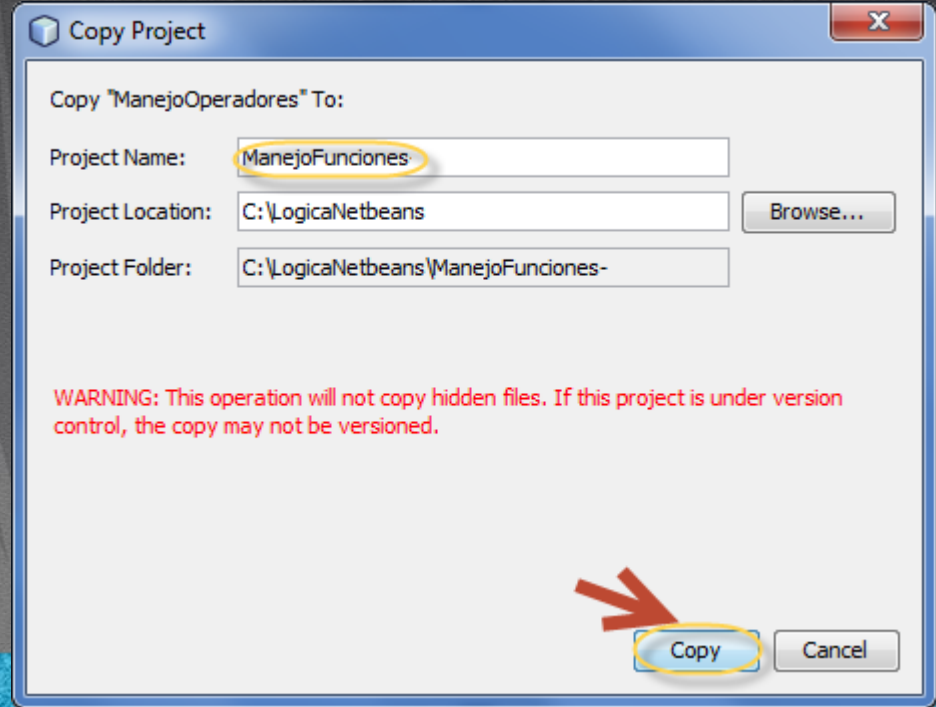 Copy Project
Copy "ManejoOperadores" To:
Project Name: ManejoFunciones-
Project Location: C:\LogicaNetbeans Browse...
Project Folder: C:\LogicaNetbeans\ManejoFunciones-
WARNING: This operation will not copy hidden files. If this project is under version
control, the copy may not be versioned.
Copy Cancel